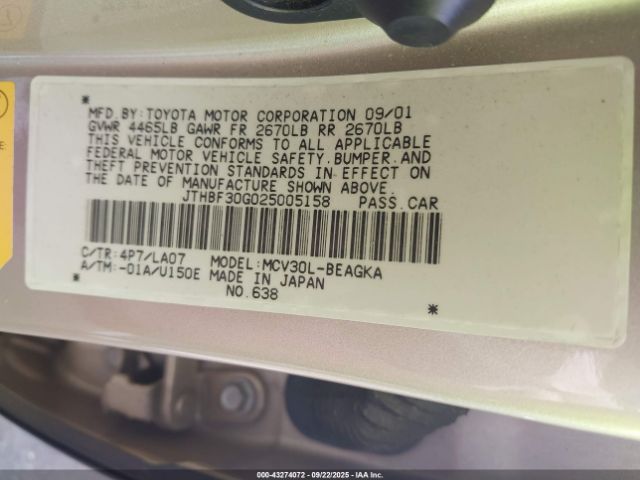 MFD.BY:TOYOTA MOTOR CORPORATION 09/01
GVWR 4465LB GAWR FR 2670LB RR 2670LB
THIS VEHICLE CONFORMS TO ALL APPLICABLE
FEDERAL MOTOR VEHICLE SAFETY,BUMPER,AND
THEFT PREVENTION STANDARDS IN EFFECT ON
THE DATE OF MANUFACTURE SHOWN ABOVE.
JTHBF30G025005158 PASS.CAR
C/TR:4P7/LA07 MODEL:MCV30L-BEAGKA
A/TM:-01A/U150E MADE IN JAPAN
NO.638
000-43274072 - 09/22/2025 - IAAI.COM